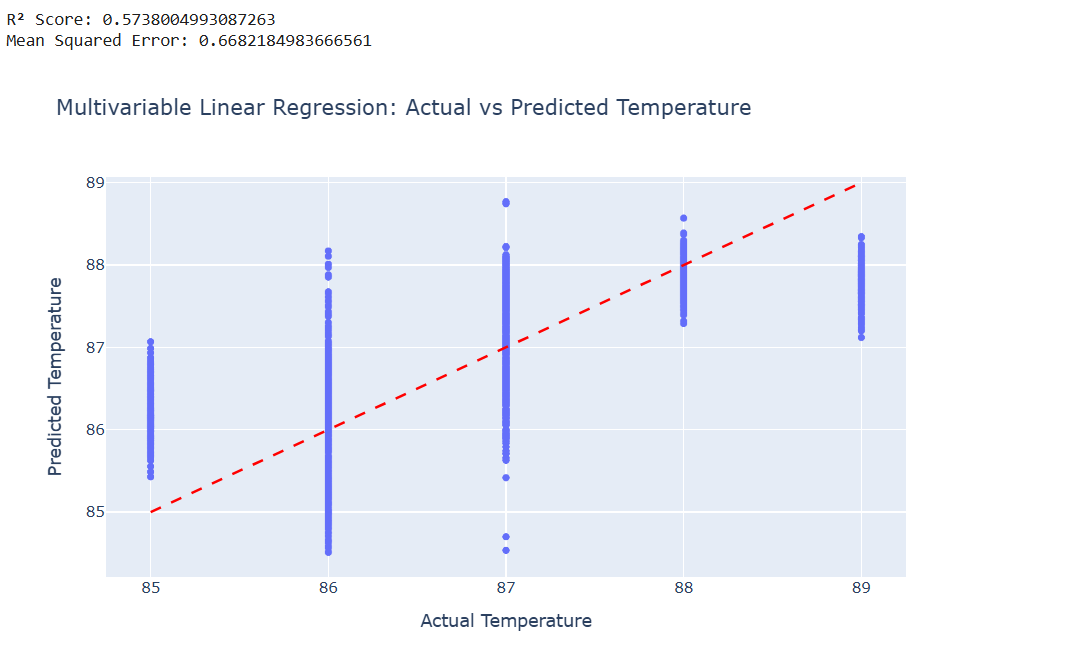 R² Score: 0.5738004993087263
Mean Squared Error: 0.6682184983666561
Multivariable Linear Regression: Actual vs Predicted Temperature
89
88
87
86
85
Predicted Temperature
85 86 87 88 89
Actual Temperature